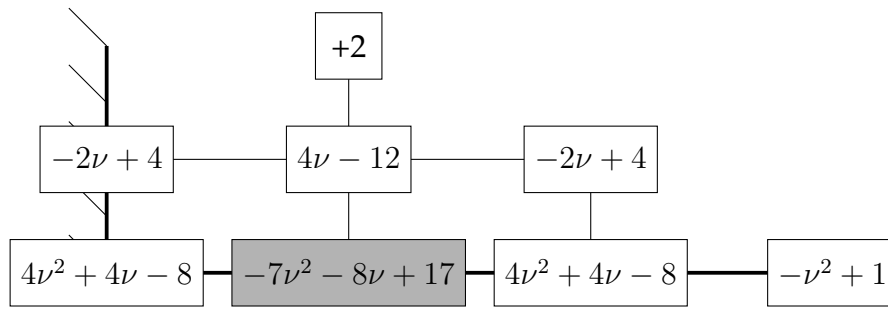 +2
−2ν + 4 4ν − 12 −2ν + 4
4ν² + 4ν − 8 −7ν² − 8ν + 17 4ν² + 4ν − 8 −ν² + 1